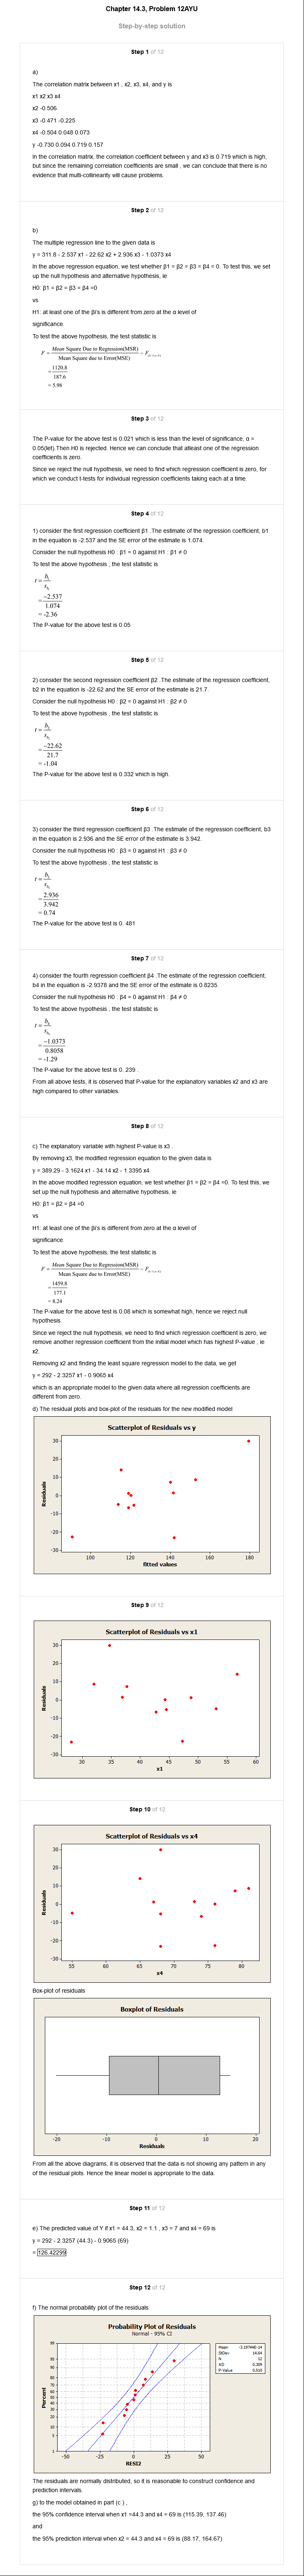 Chapter 14.3, Problem 12AYU
Step-by-step solution
Step 1 of 12
a)
The correlation matrix between x1 , x2, x3, x4, and y is
x1 x2 x3 x4
x2 -0.506
x3 -0.471 -0.225
x4 -0.504 0.048 0.073
y -0.730 0.094 0.719 0.157
In the correlation matrix, the correlation coefficient between y and x3 is 0.719 which is high,
but since the remaining correlation coefficients are small , we can conclude that there is no
evidence that multi-collinearity will cause problems.
Step 2 of 12
b)
The multiple regression line to the given data is
y = 311.8 - 2.537 x1 - 22.62 x2 + 2.936 x3 - 1.0373 x4
In the above regression equation, we test whether β1 = β2 = β3 = β4 = 0. To test this, we set
up the null hypothesis and alternative hypothesis, ie
H0: β1 = β2 = β3 = β4 =0
vs
H1: at least one of the βi's is different from zero at the α level of
significance.
To test the above hypothesis, the test statistic is
F = Mean Square Due to Regression(MSR)
Mean Square due to Error(MSE)
= 1120.8
187.6
= 5.98
Step 3 of 12
The P-value for the above test is 0.021 which is less than the level of significance, α =
0.05(let).Then H0 is rejected. Hence we can conclude that atleast one of the regression
coefficients is zero.
Since we reject the null hypothesis, we need to find which regression coefficient is zero, for
which we conduct t-tests for individual regression coefficients taking each at a time.
Step 4 of 12
1) consider the first regression coefficient β1 .The estimate of the regression coefficient, b1
in the equation is -2.537 and the SE error of the estimate is 1.074.
Consider the null hypothesis H0 : β1 = 0 against H1 : β1 ≠ 0
To test the above hypothesis , the test statistic is
t = b1
sb1
= -2.537
1.074
= -2.36
The P-value for the above test is 0.05
Step 5 of 12
2) consider the second regression coefficient β2 .The estimate of the regression coefficient,
b2 in the equation is -22.62 and the SE error of the estimate is 21.7.
Consider the null hypothesis H0 : β2 = 0 against H1 : β2 ≠ 0
To test the above hypothesis , the test statistic is
t = b2
sb2
= -22.62
21.7
= -1.04
The P-value for the above test is 0.332 which is high.
Step 6 of 12
3) consider the third regression coefficient β3 .The estimate of the regression coefficient, b3
in the equation is 2.936 and the SE error of the estimate is 3.942.
Consider the null hypothesis H0 : β3 = 0 against H1 : β3 ≠ 0
To test the above hypothesis , the test statistic is
t = b3
sb3
= 2.936
3.942
= 0.74
The P-value for the above test is 0. 481
Step 7 of 12
4) consider the fourth regression coefficient β4 .The estimate of the regression coefficient,
b4 in the equation is -2.9378 and the SE error of the estimate is 0.8235.
Consider the null hypothesis H0 : β4 = 0 against H1 : β4 ≠ 0
To test the above hypothesis , the test statistic is
t = b4
sb4
= -1.0373
0.8058
= -1.29
The P-value for the above test is 0. 239 .
From all above tests, it is observed that P-value for the explanatory variables x2 and x3 are
high compared to other variables.
Step 8 of 12
c) The explanatory variable with highest P-value is x3 .
By removing x3, the modified regression equation to the given data is
y = 389.29 - 3.1624 x1 - 34.14 x2 - 1.3395 x4
In the above modified regression equation, we test whether β1 = β2 = β4 =0. To test this, we
set up the null hypothesis and alternative hypothesis, ie
H0: β1 = β2 = β4 =0
vs
H1: at least one of the βi's is different from zero at the α level of
significance.
To test the above hypothesis, the test statistic is
F = Mean Square Due to Regression(MSR)
Mean Square due to Error(MSE)
= 1459.8
177.1
= 8.24
The P-value for the above test is 0.08 which is somewhat high, hence we reject null
hypothesis.
Since we reject the null hypothesis, we need to find which regression coefficient is zero, we
remove another regression coefficient from the initial model which has highest P-value , ie
x2.
Removing x2 and finding the least square regression model to the data, we get
y = 292 - 2.3257 x1 - 0.9065 x4
which is an appropriate model to the given data where all regression coefficients are
different from zero.
d) The residual plots and box-plot of the residuals for the new modified model
Scatterplot of Residuals vs y
30
20
10
0
-10
-20
-30
Residuals
100 120 140 160 180
fitted values
Step 9 of 12
Scatterplot of Residuals vs x1
30
20
10
0
-10
-20
-30
Residuals
30 35 40 45 50 55 60
x1
Step 10 of 12
Scatterplot of Residuals vs x4
30
20
10
0
-10
-20
-30
Residuals
55 60 65 70 75 80
x4
Box-plot of residuals
Boxplot of Residuals
-20 -10 0 10 20
Residuals
From all the above diagrams, it is observed that the data is not showing any pattern in any
of the residual plots. Hence the linear model is appropriate to the data.
Step 11 of 12
e) The predicted value of Y if x1 = 44.3, x2 = 1.1 , x3 = 7 and x4 = 69 is
y = 292 - 2.3257 (44.3) - 0.9065 (69)
= 126.42299
Step 12 of 12
f) The normal probability plot of the residuals
Probability Plot of Residuals
Normal - 95% CI
Mean -3.19744E-14
StDev 14.64
N 12
AD 0.309
P-Value 0.510
99
95
90
80
70
60
50
40
30
20
10
5
1
Percent
-50 -25 0 25 50
RESI2
The residuals are normally distributed, so it is reasonable to construct confidence and
prediction intervals.
g) to the model obtained in part (c ) ,
the 95% confidence interval when x1 =44.3 and x4 = 69 is (115.39, 137.46)
and
the 95% prediction interval when x2 = 44.3 and x4 = 69 is (88.17, 164.67)